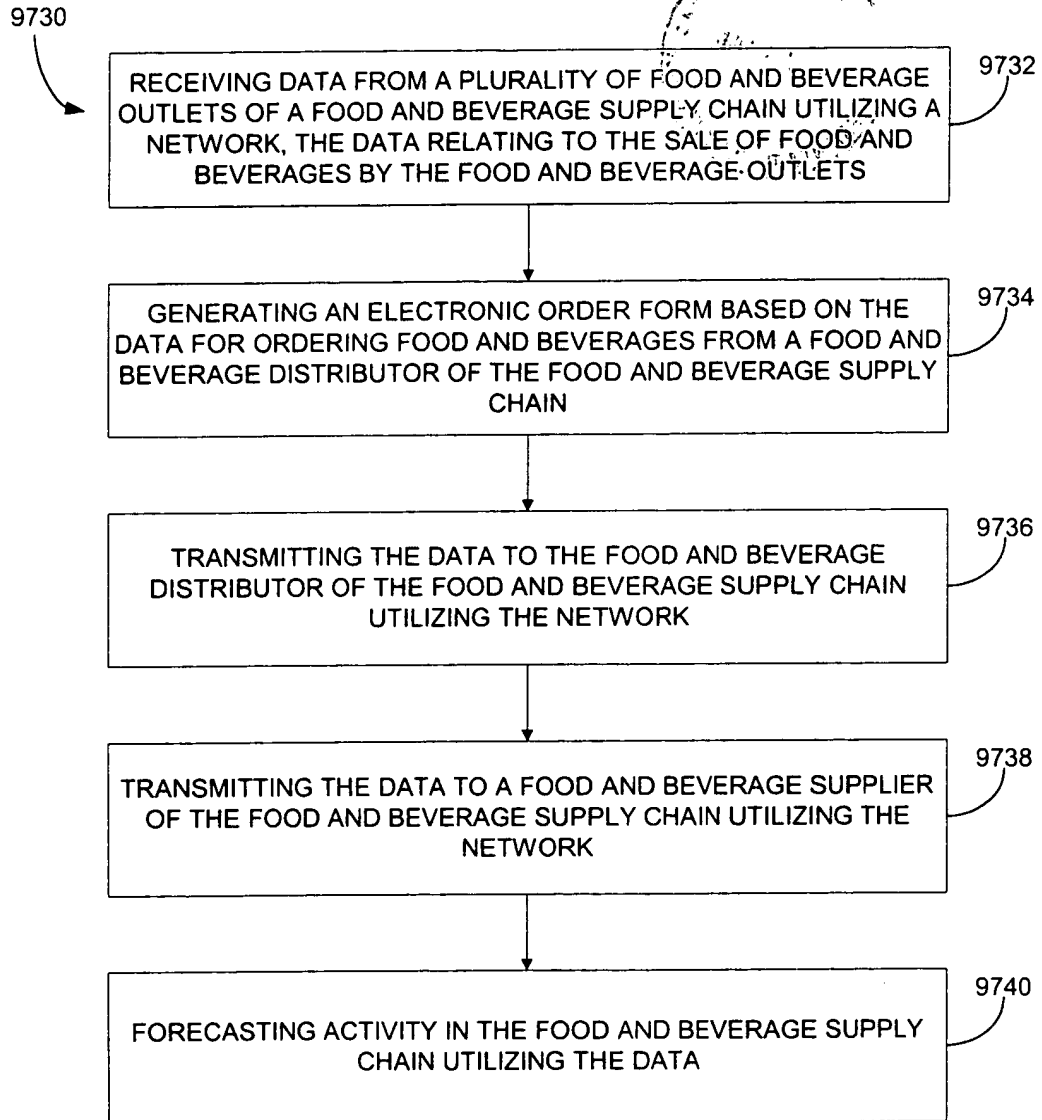 9730
RECEIVING DATA FROM A PLURALITY OF FOOD AND BEVERAGE
OUTLETS OF A FOOD AND BEVERAGE SUPPLY CHAIN UTILIZING A
NETWORK, THE DATA RELATING TO THE SALE OF FOOD AND
BEVERAGES BY THE FOOD AND BEVERAGE OUTLETS
9732
GENERATING AN ELECTRONIC ORDER FORM BASED ON THE
DATA FOR ORDERING FOOD AND BEVERAGES FROM A FOOD AND
BEVERAGE DISTRIBUTOR OF THE FOOD AND BEVERAGE SUPPLY
CHAIN
9734
TRANSMITTING THE DATA TO THE FOOD AND BEVERAGE
DISTRIBUTOR OF THE FOOD AND BEVERAGE SUPPLY CHAIN
UTILIZING THE NETWORK
9736
TRANSMITTING THE DATA TO A FOOD AND BEVERAGE SUPPLIER
OF THE FOOD AND BEVERAGE SUPPLY CHAIN UTILIZING THE
NETWORK
9738
FORECASTING ACTIVITY IN THE FOOD AND BEVERAGE SUPPLY
CHAIN UTILIZING THE DATA
9740